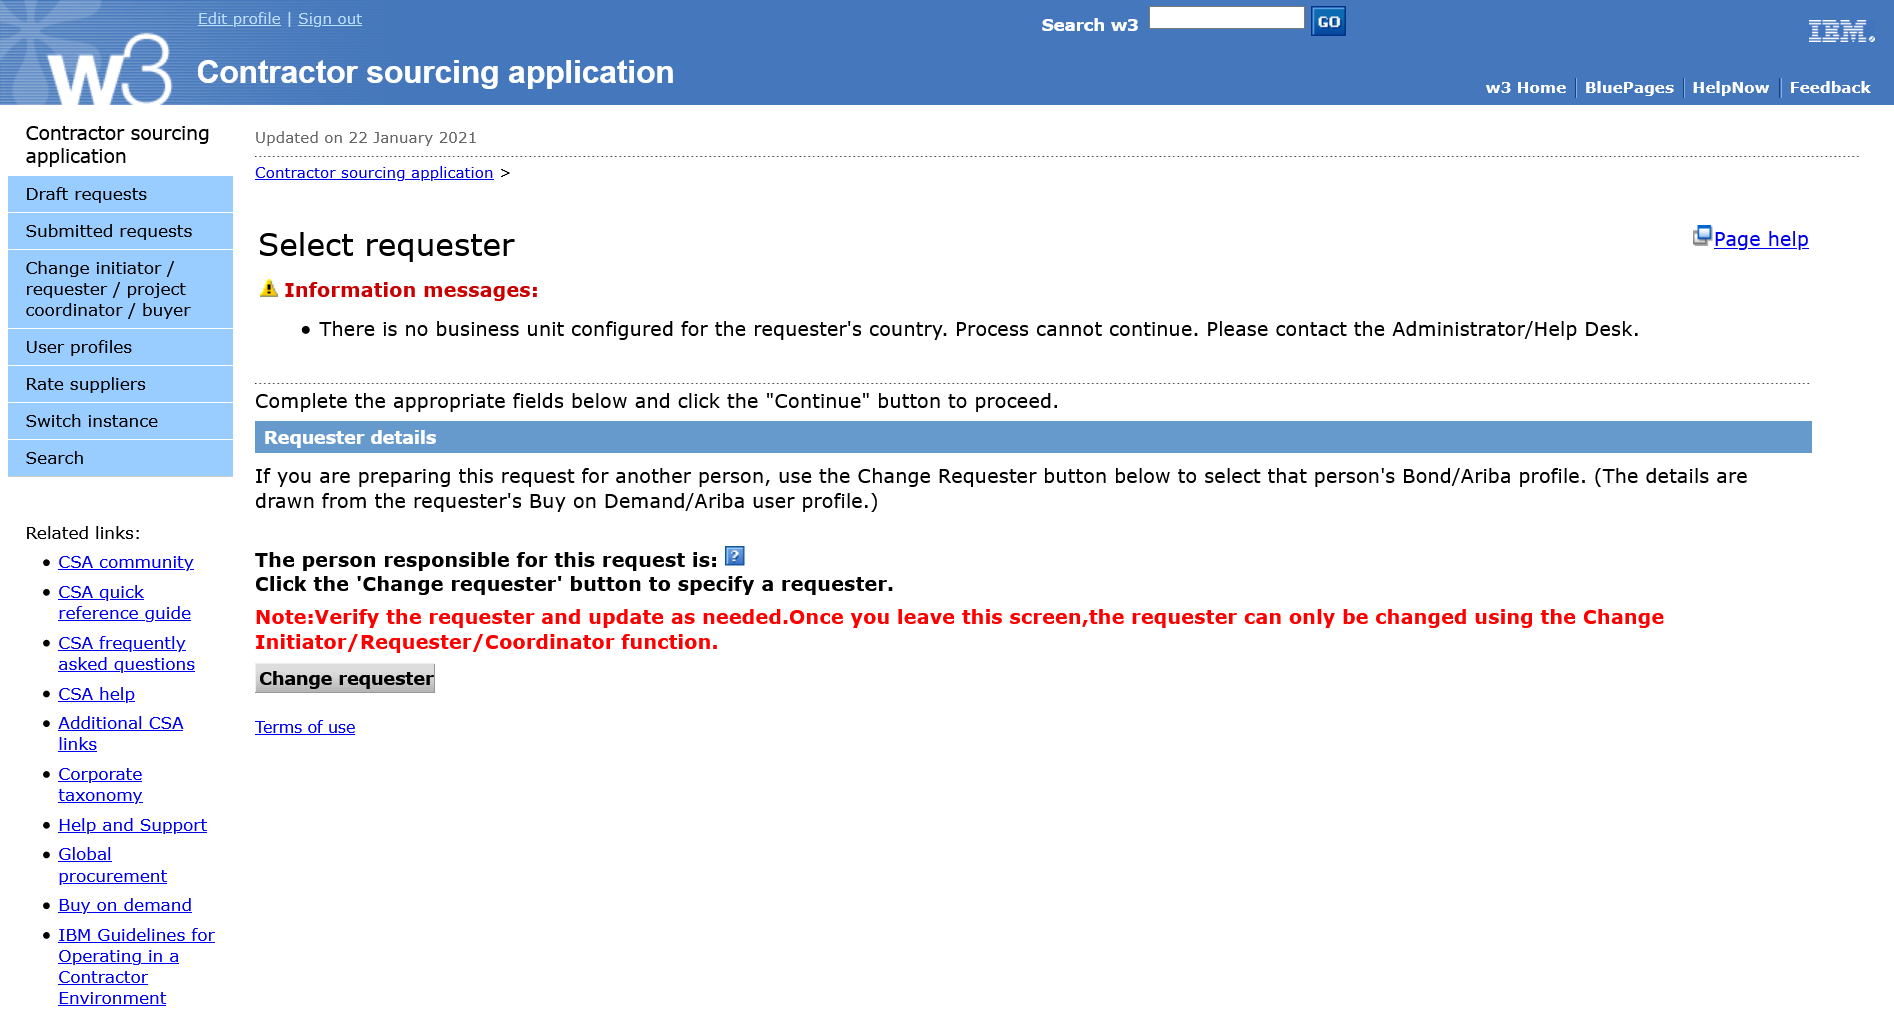 Edit profile | Sign out
Search w3
GO
IBM.
w3
Contractor sourcing application
w3 Home
BluePages
HelpNow
Feedback
Contractor sourcing
application
Draft requests
Submitted requests
Change initiator /
requester / project
coordinator / buyer
User profiles
Rate suppliers
Switch instance
Search
Related links:
• CSA community
• CSA quick
reference guide
• CSA frequently
asked questions
• CSA help
• Additional CSA
links
• Corporate
taxonomy
• Help and Support
• Global
procurement
• Buy on demand
• IBM Guidelines for
Operating in a
Contractor
Environment
Updated on 22 January 2021
Contractor sourcing application >
Select requester
Page help
Information messages:
• There is no business unit configured for the requester's country. Process cannot continue. Please contact the Administrator/Help Desk.
Complete the appropriate fields below and click the "Continue" button to proceed.
Requester details
If you are preparing this request for another person, use the Change Requester button below to select that person's Bond/Ariba profile. (The details are
drawn from the requester's Buy on Demand/Ariba user profile.)
The person responsible for this request is: ?
Click the 'Change requester' button to specify a requester.
Note:Verify the requester and update as needed.Once you leave this screen,the requester can only be changed using the Change
Initiator/Requester/Coordinator function.
Change requester
Terms of use